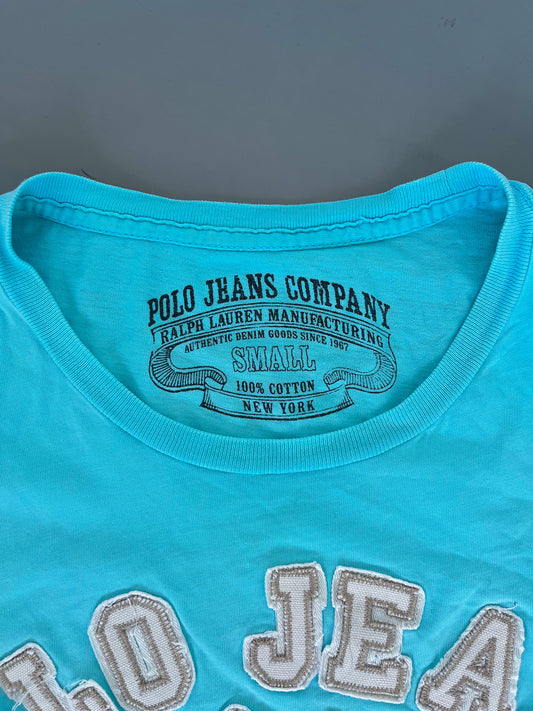 POLO JEANS COMPANY
RALPH LAUREN MANUFACTURING
AUTHENTIC DENIM GOODS SINCE 1967
SMALL
100% COTTON
NEW YORK
LO JEA